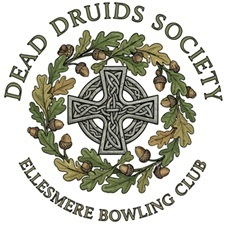 DEAD DRUIDS SOCIETY
ELLESMERE BOWLING CLUB